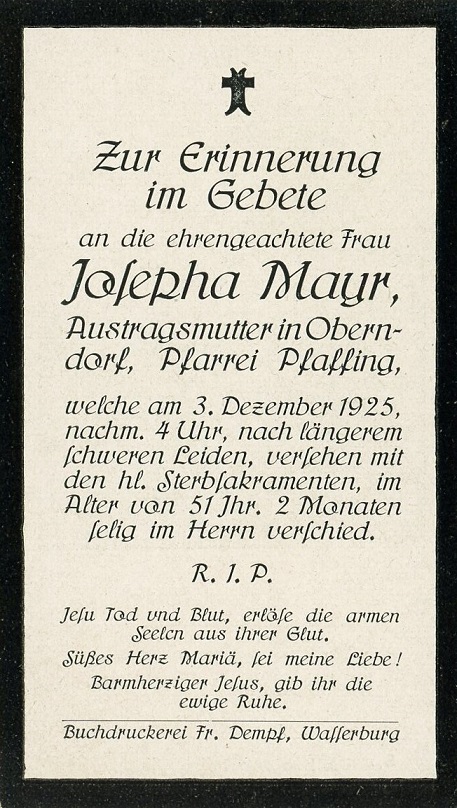 Zur Erinnerung
im Gebete
an die ehrengeachtete Frau
Josepha Mayr,
Austragsmutter in Obern-
dorf, Pfarrei Pfaffing,
welche am 3. Dezember 1925,
nachm. 4 Uhr, nach längerem
schweren Leiden, versehen mit
den hl. Sterbsakramenten, im
Alter von 51 Jhr. 2 Monaten
selig im Herrn verschied.
R. I. P.
Jesu Tod und Blut, erlöse die armen
Seelen aus ihrer Glut.
Süßes Herz Mariä, sei meine Liebe!
Barmherziger Jesus, gib ihr die
ewige Ruhe.
Buchdruckerei Fr. Dempf, Wasserburg